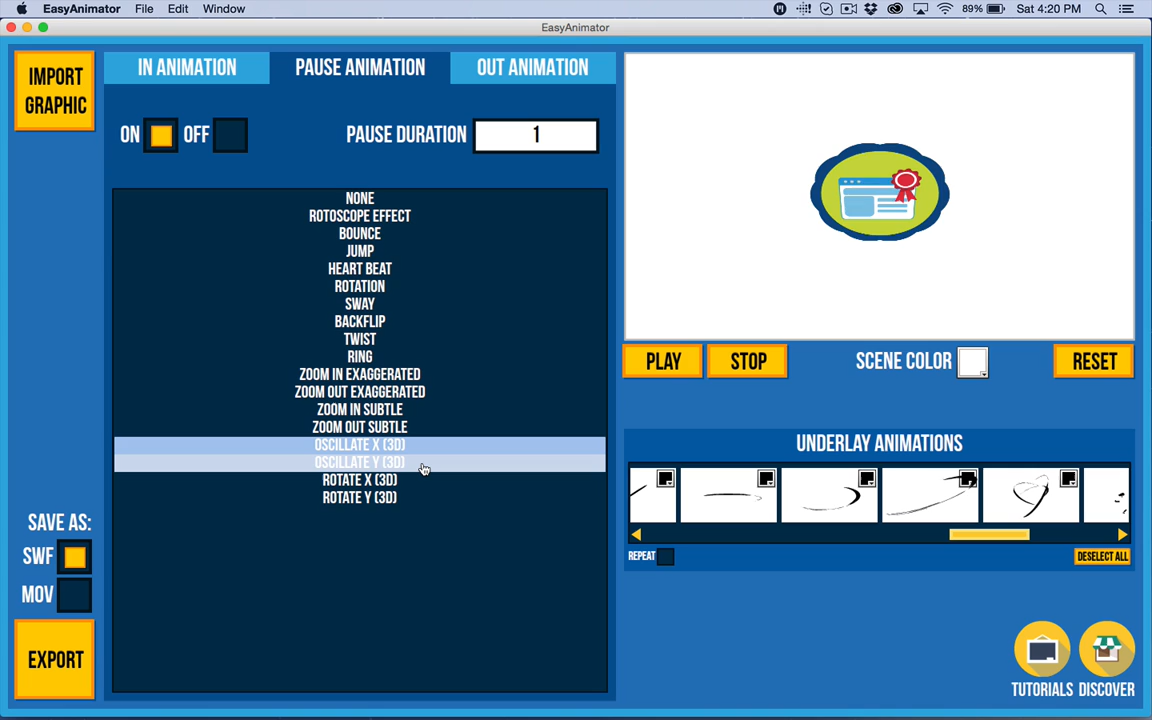 EasyAnimator File Edit Window
89% Sat 4:20 PM
EasyAnimator
IMPORT
GRAPHIC
IN ANIMATION
PAUSE ANIMATION
OUT ANIMATION
ON
OFF
PAUSE DURATION
1
NONE
ROTOSCOPE EFFECT
BOUNCE
JUMP
HEART BEAT
ROTATION
SWAY
BACKFLIP
TWIST
RING
ZOOM IN EXAGGERATED
ZOOM OUT EXAGGERATED
ZOOM IN SUBTLE
ZOOM OUT SUBTLE
OSCILLATE X (3D)
OSCILLATE Y (3D)
ROTATE X (3D)
ROTATE Y (3D)
SAVE AS:
SWF
MOV
EXPORT
PLAY
STOP
SCENE COLOR
RESET
UNDERLAY ANIMATIONS
REPEAT
DESELECT ALL
TUTORIALS
DISCOVER